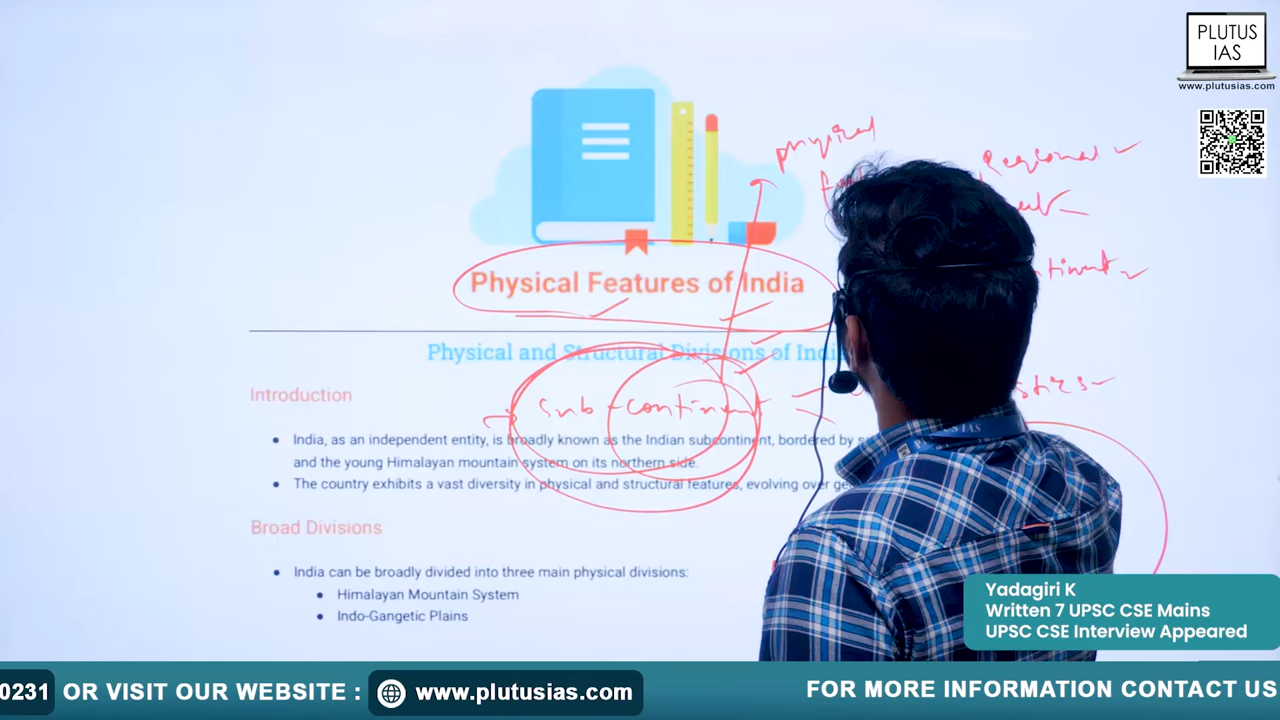 PLUTUS
IAS
www.plutusias.com
physical
Regional
Physical Features of India
Physical and Structural Divisions of
Introduction
Sub-continent
India, as an independent entity, is broadly known as the Indian subcontinent, bordered by
and the young Himalayan mountain system on its northern side.
The country exhibits a vast diversity in physical and structural features, evolving over
Broad Divisions
India can be broadly divided into three main physical divisions:
Himalayan Mountain System
Indo-Gangetic Plains
Yadagiri K
Written 7 UPSC CSE Mains
UPSC CSE Interview Appeared
0231 OR VISIT OUR WEBSITE : www.plutusias.com FOR MORE INFORMATION CONTACT US